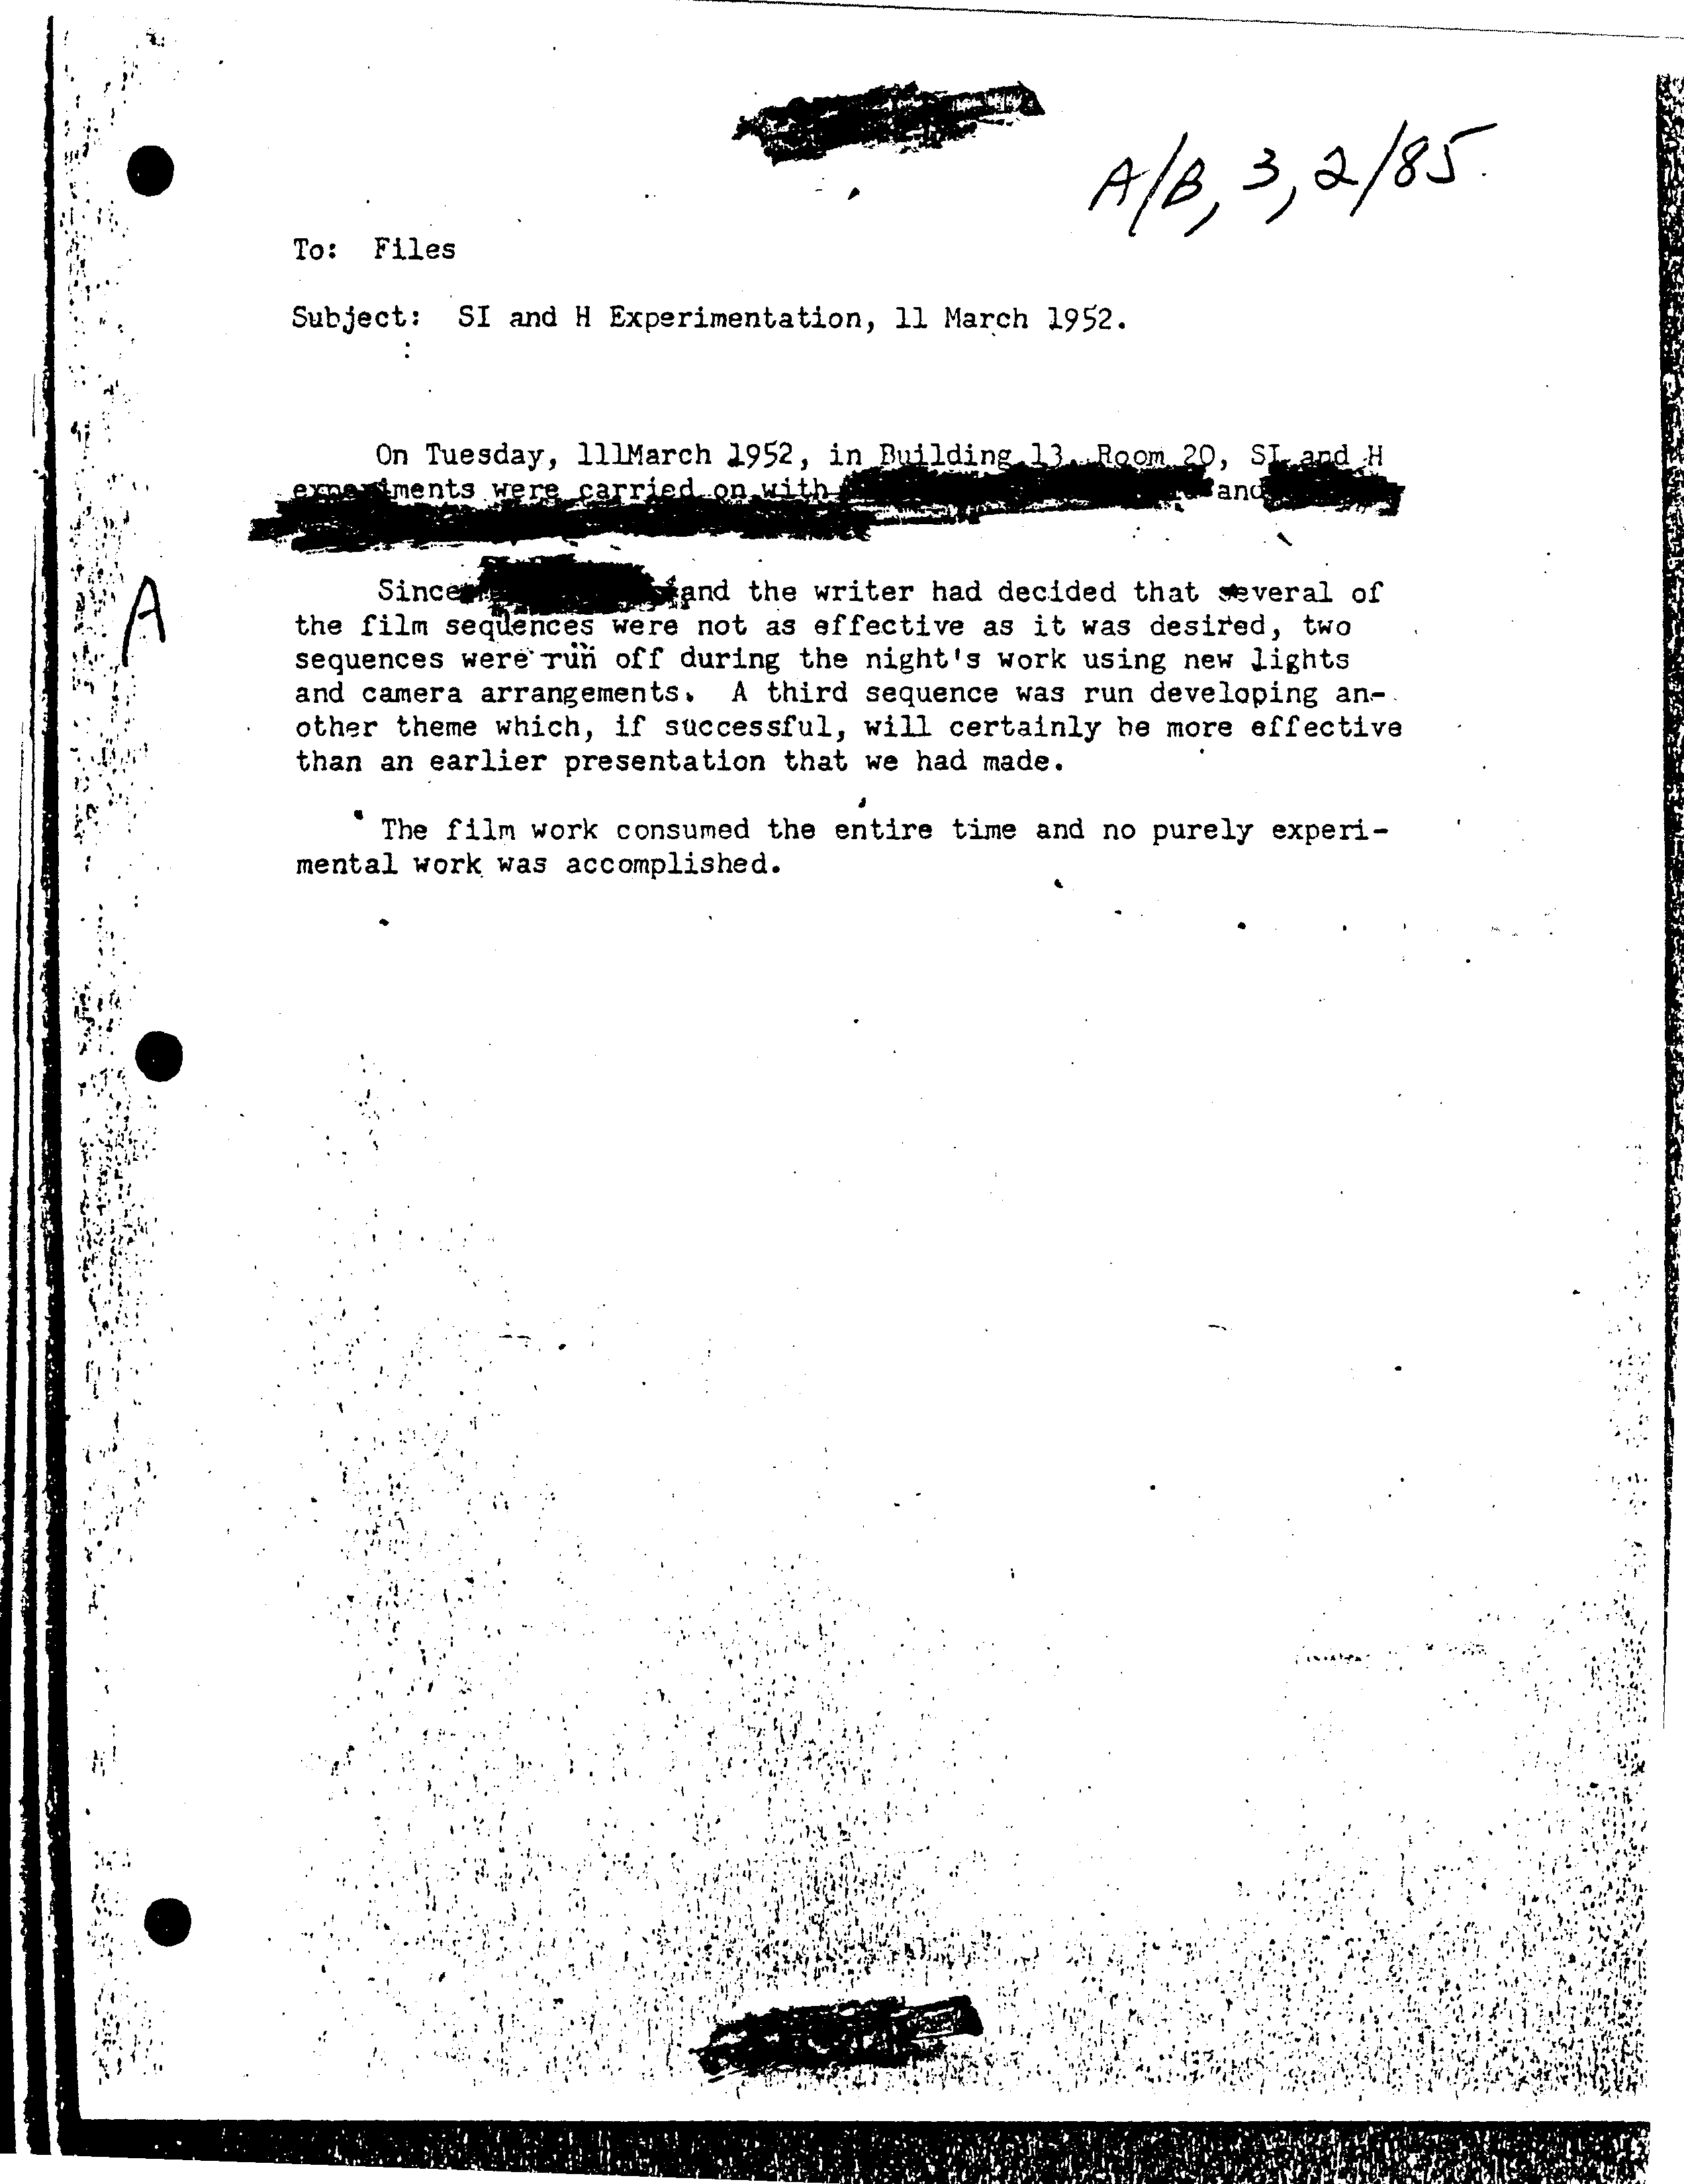 A/B, 3, 2/85
To: Files
Subject: SI and H Experimentation, 11 March 1952.
On Tuesday, 111March 1952, in Building 13, Room 20, SI and H
experiments were carried on with and
Since and the writer had decided that several of
the film sequences were not as effective as it was desired, two
sequences were run off during the night's work using new lights
and camera arrangements. A third sequence was run developing an-
other theme which, if successful, will certainly be more effective
than an earlier presentation that we had made.
A
The film work consumed the entire time and no purely experi-
mental work was accomplished.